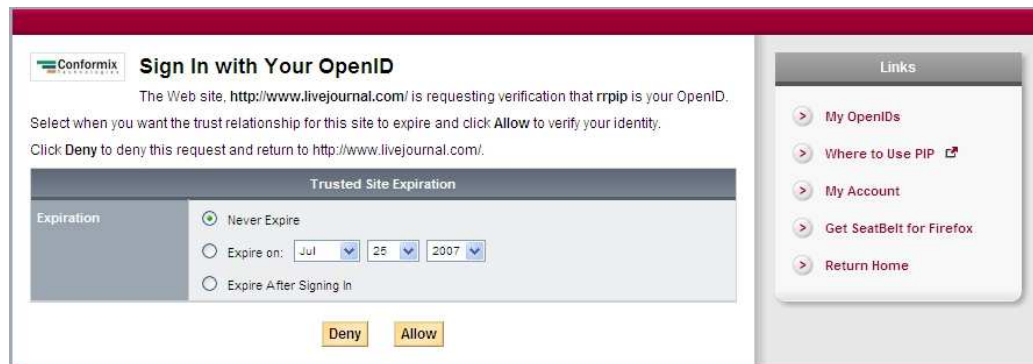 Conformix
Technologies
Sign In with Your OpenID
The Web site, http://www.livejournal.com/ is requesting verification that rrpip is your OpenID.
Select when you want the trust relationship for this site to expire and click Allow to verify your identity.
Click Deny to deny this request and return to http://www.livejournal.com/.
Trusted Site Expiration
Expiration
Never Expire
Expire on: Jul 25 2007
Expire After Signing In
Deny Allow
Links
My OpenIDs
Where to Use PIP
My Account
Get SeatBelt for Firefox
Return Home